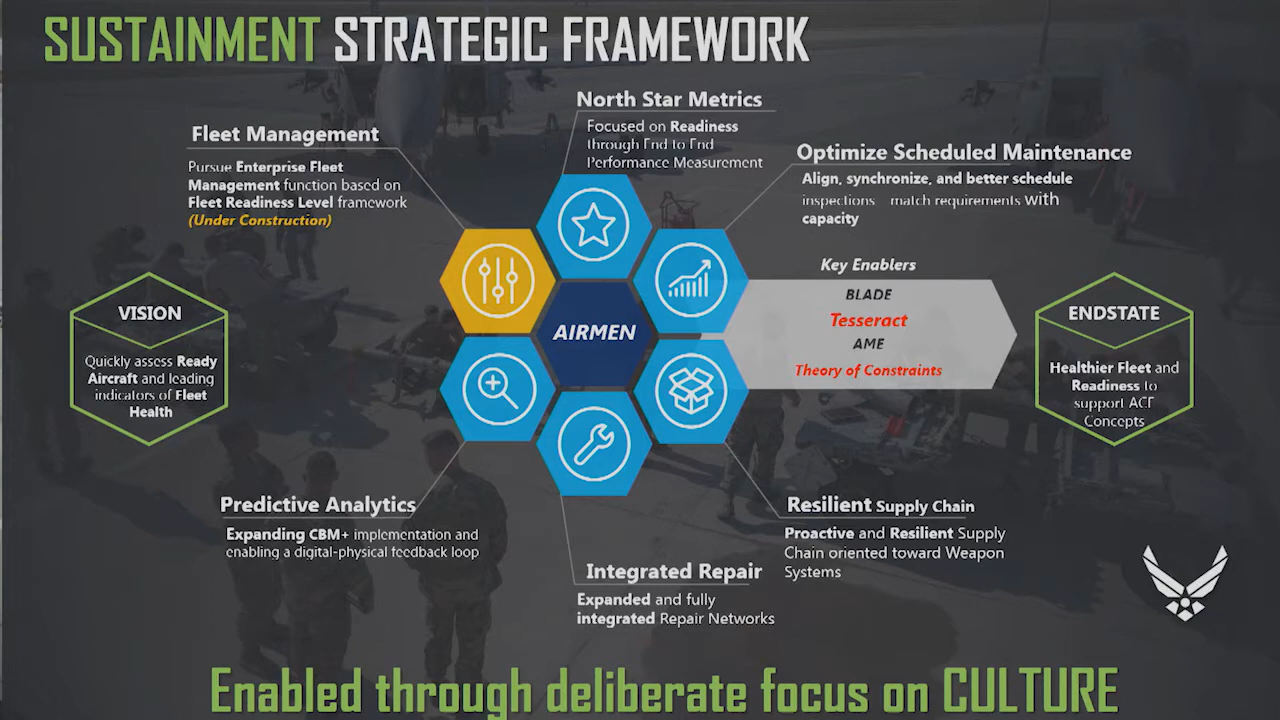 SUSTAINMENT STRATEGIC FRAMEWORK
North Star Metrics
Focused on Readiness
through End to End
Performance Measurement
Fleet Management
Pursue Enterprise Fleet
Management function based on
Fleet Readiness Level framework
(Under Construction)
Optimize Scheduled Maintenance
Align, synchronize, and better schedule
inspections match requirements with
capacity
VISION
Quickly assess Ready
Aircraft and leading
indicators of Fleet
Health
AIRMEN
Key Enablers
BLADE
Tesseract
AME
Theory of Constraints
ENDSTATE
Healthier Fleet and
Readiness to
support ACE
Concepts
Predictive Analytics
Expanding CBM+ implementation and
enabling a digital-physical feedback loop
Integrated Repair
Expanded and fully
integrated Repair Networks
Resilient Supply Chain
Proactive and Resilient Supply
Chain oriented toward Weapon
Systems
Enabled through deliberate focus on CULTURE